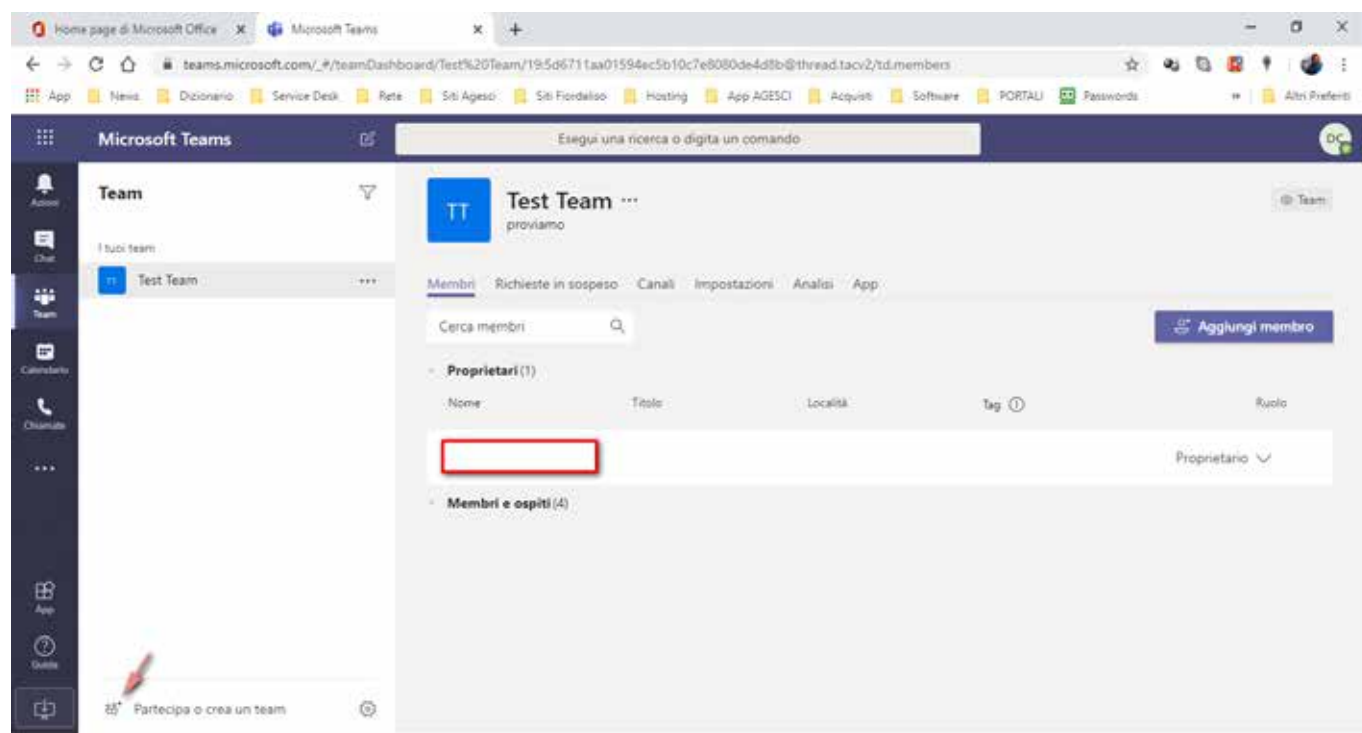 Home page di Microsoft Office
Microsoft Teams
teams.microsoft.com/_#/teamDashboard/Test%20Team/19:5d6711aa01594ec5b10c7e8080de4d8b@thread.tacv2/td.members
App News Dizionario Service Desk Rete Siti Agesci Siti Fiordaliso Hosting App AGESCI Acquisti Software PORTALI Passwords Altri Preferiti
Microsoft Teams
Esegui una ricerca o digita un comando
DC
Azioni
Chat
Team
Calendario
Chiamate
App
Guida
Team
I tuoi team
TT Test Team
Partecipa o crea un team
TT
Test Team
proviamo
Team
Membri Richieste in sospeso Canali Impostazioni Analisi App
Cerca membri
Aggiungi membro
Proprietari (1)
Nome Titolo Località Tag Ruolo
Proprietario
Membri e ospiti (4)